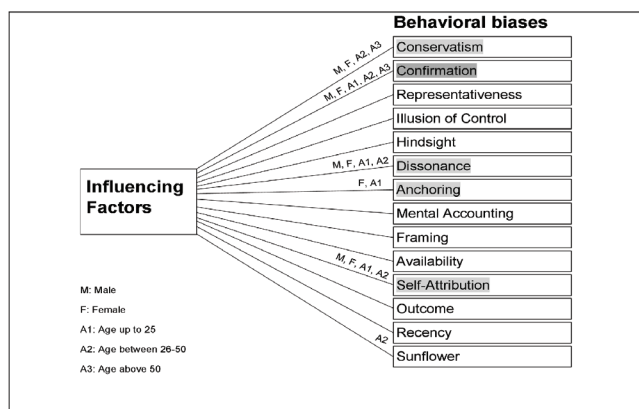 Behavioral biases
M, F, A2, A3
Conservatism
M, F, A1, A2, A3
Confirmation
Representativeness
Illusion of Control
Hindsight
M, F, A1, A2
Dissonance
F, A1
Anchoring
Influencing
Factors
Mental Accounting
Framing
Availability
M, F, A1, A2
Self-Attribution
Outcome
Recency
A2
Sunflower
M: Male
F: Female
A1: Age up to 25
A2: Age between 26-50
A3: Age above 50